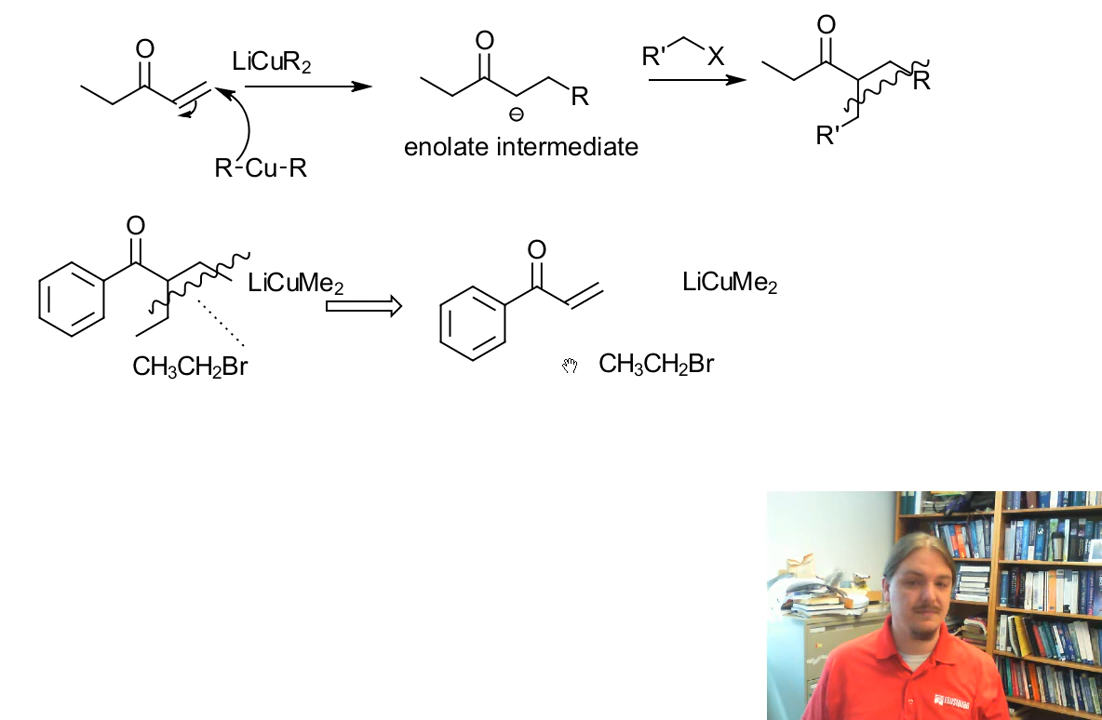 O
LiCuR₂
R-Cu-R
O
R
⊖
enolate intermediate
R'
X
O
R
R'
O
LiCuMe₂
CH₃CH₂Br
O
LiCuMe₂
CH₃CH₂Br